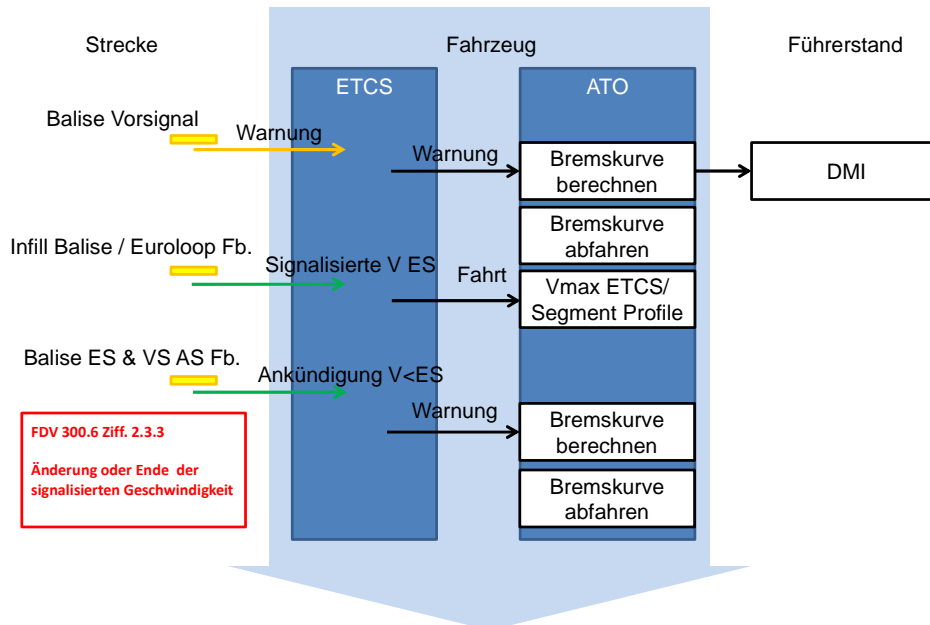 Strecke
Fahrzeug
Führerstand
ETCS
ATO
Balise Vorsignal
Warnung
Warnung
Bremskurve
berechnen
DMI
Bremskurve
abfahren
Infill Balise / Euroloop Fb.
Signalisierte V ES
Fahrt
Vmax ETCS/
Segment Profile
Balise ES & VS AS Fb.
Ankündigung V<ES
Warnung
Bremskurve
berechnen
FDV 300.6 Ziff. 2.3.3
Änderung oder Ende der
signalisierten Geschwindigkeit
Bremskurve
abfahren